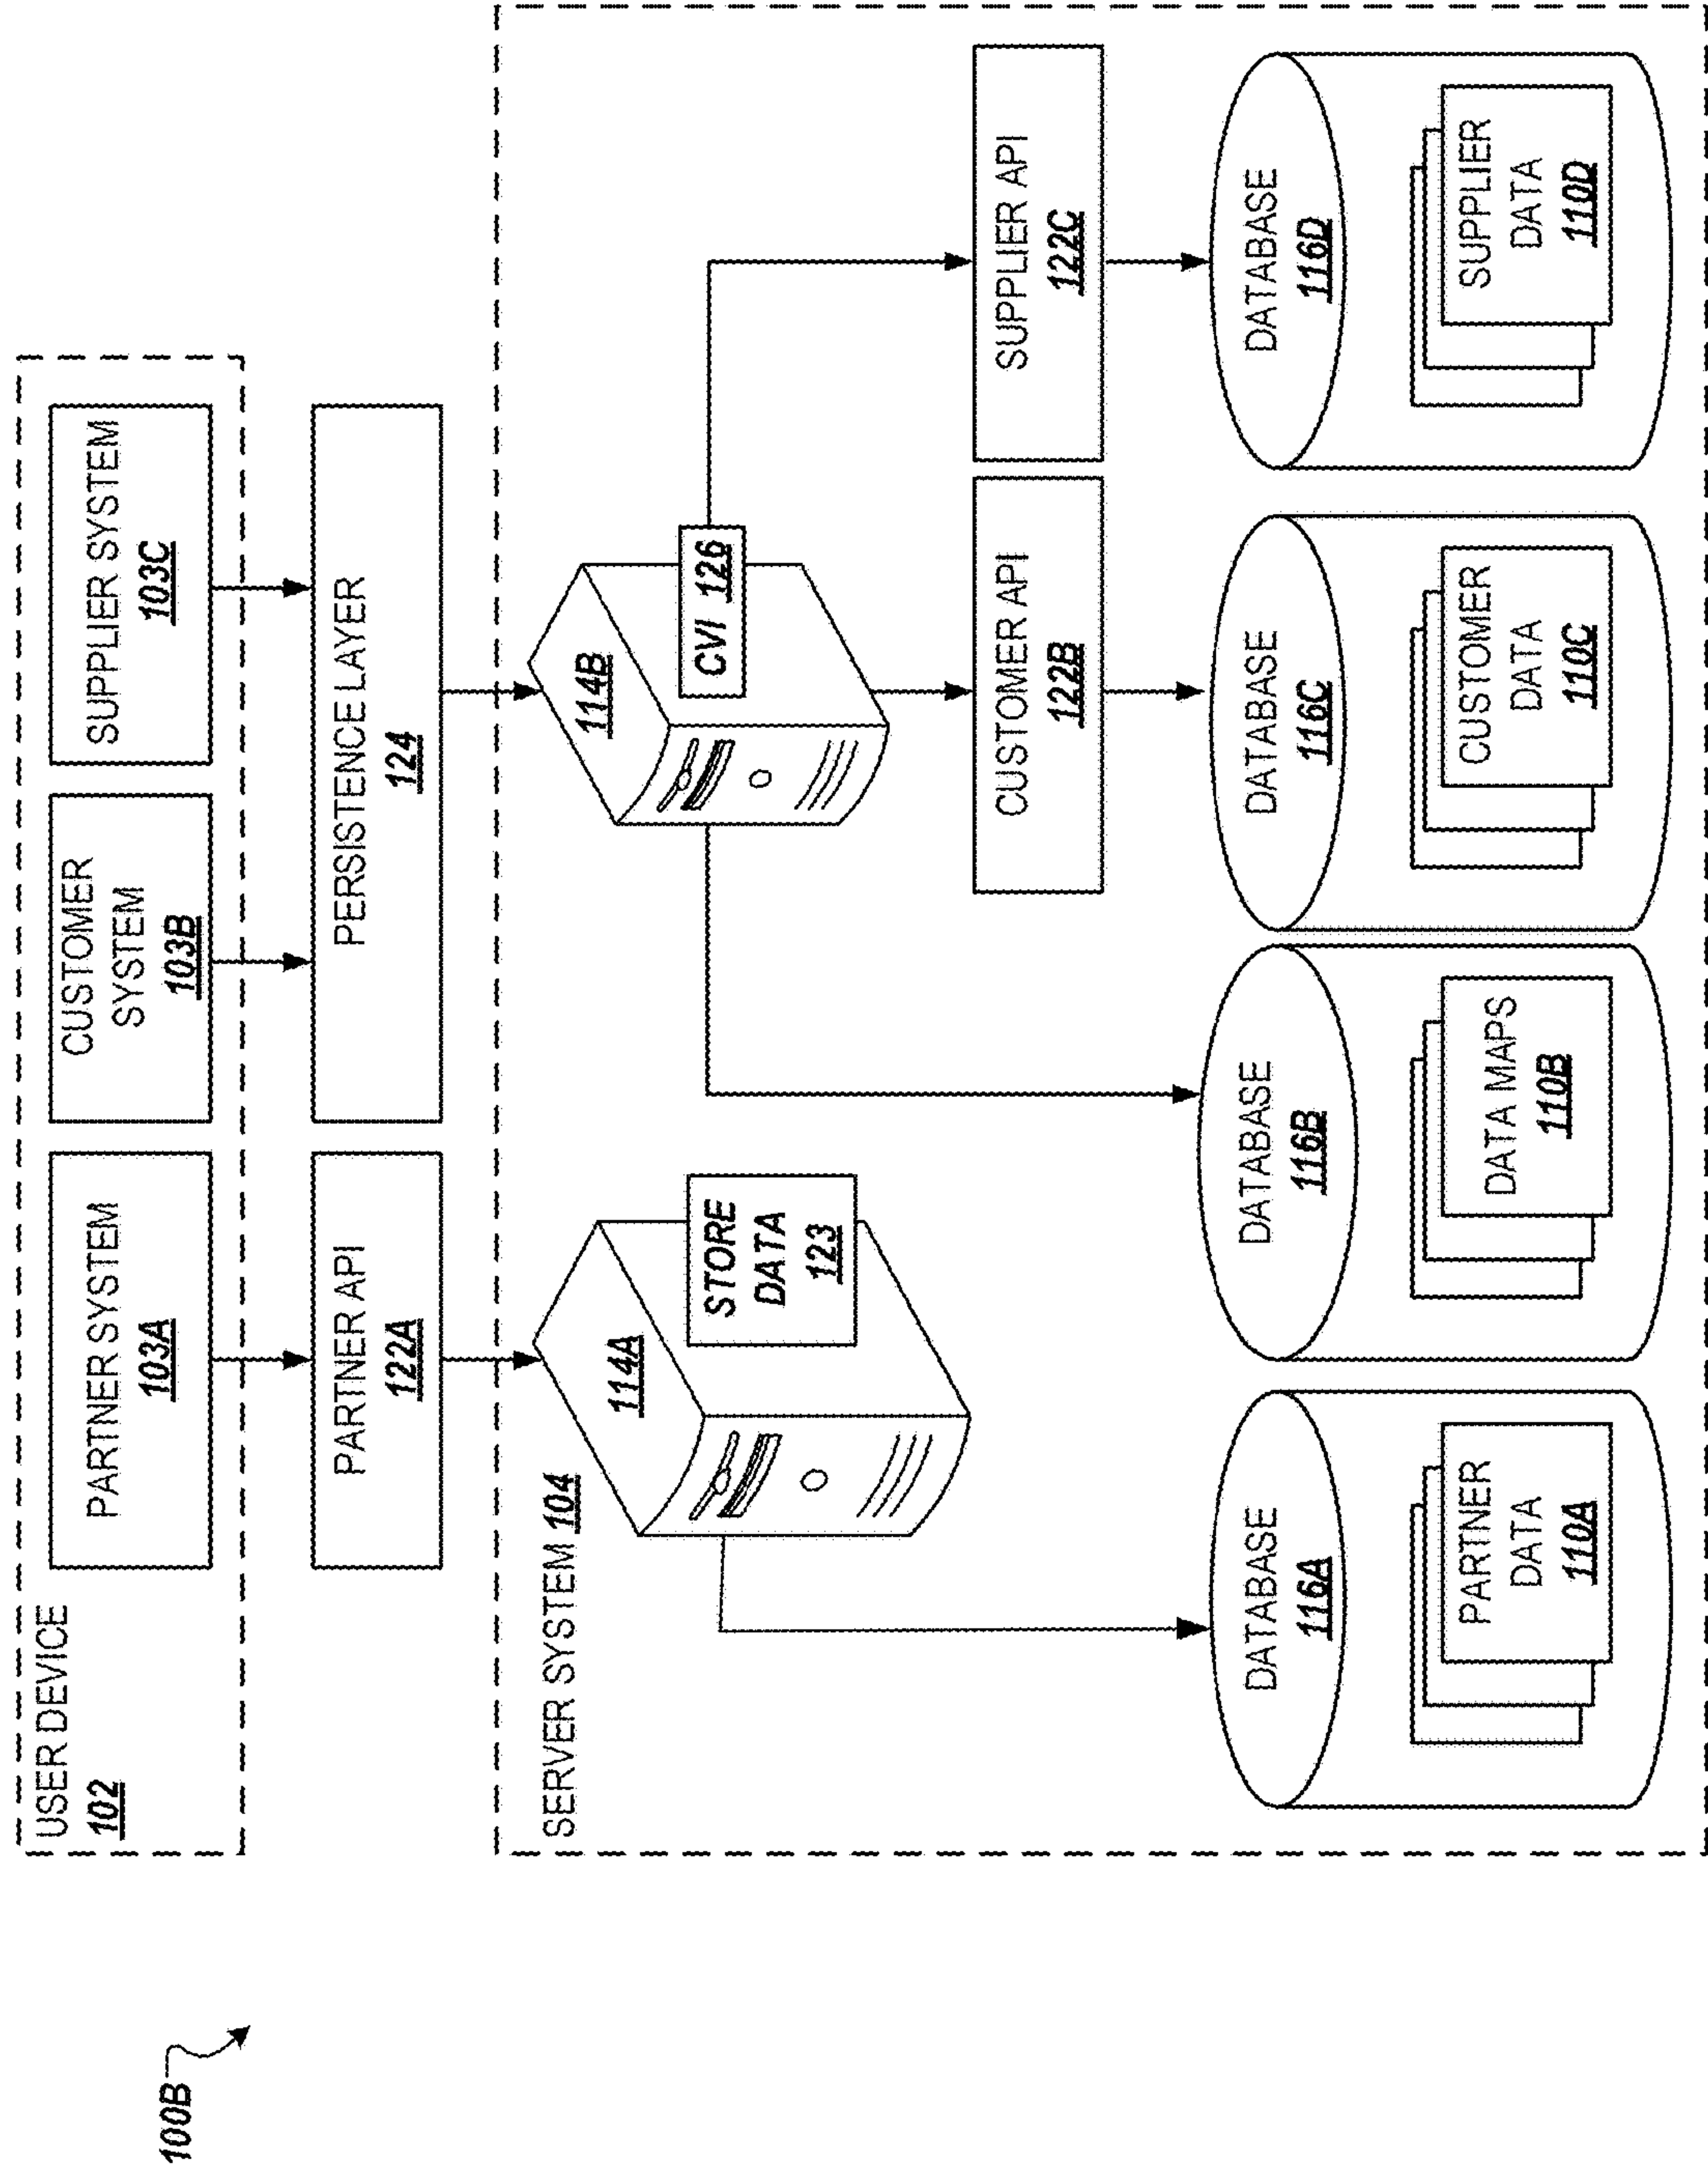 100B
USER DEVICE
102
PARTNER SYSTEM
103A
CUSTOMER
SYSTEM
103B
SUPPLIER SYSTEM
103C
PARTNER API
122A
PERSISTENCE LAYER
124
SERVER SYSTEM 104
114A
STORE
DATA
123
114B
CVI 126
CUSTOMER API
122B
SUPPLIER API
122C
DATABASE
116A
PARTNER
DATA
110A
DATABASE
116B
DATA MAPS
110B
DATABASE
116C
CUSTOMER
DATA
110C
DATABASE
116D
SUPPLIER
DATA
110D